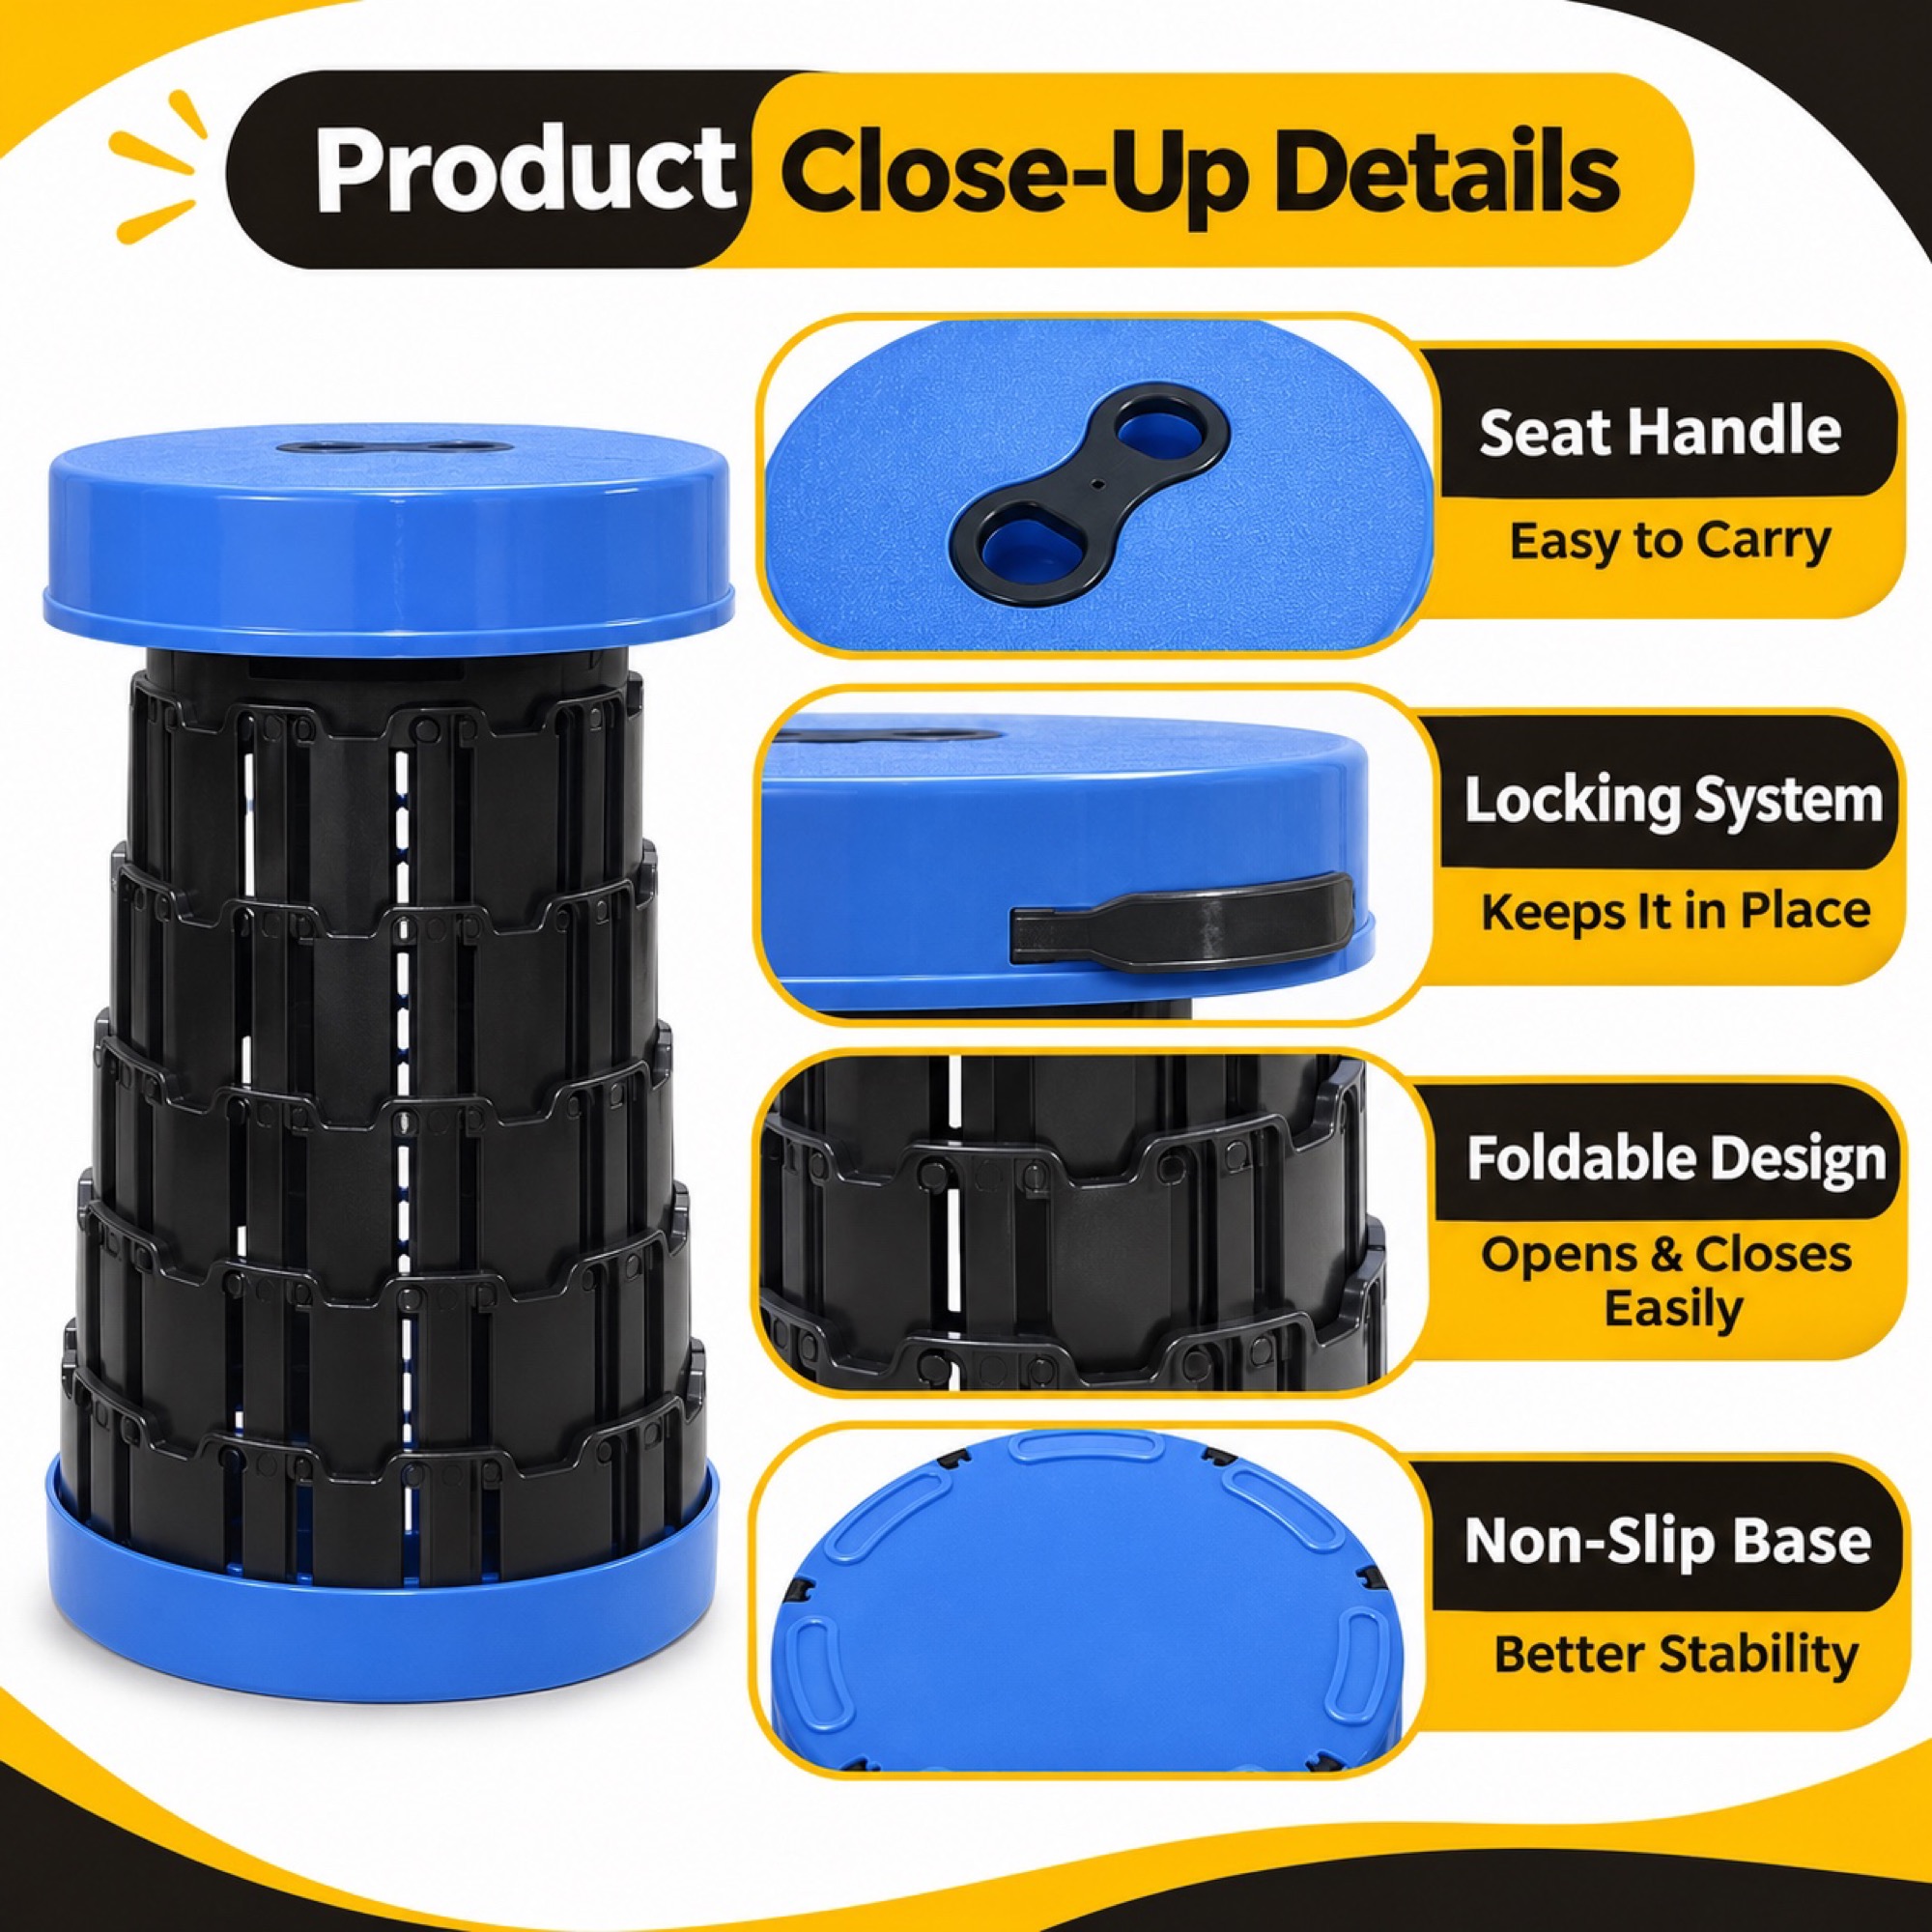 Product Close-Up Details
Seat Handle
Easy to Carry
Locking System
Keeps It in Place
Foldable Design
Opens & Closes
Easily
Non-Slip Base
Better Stability